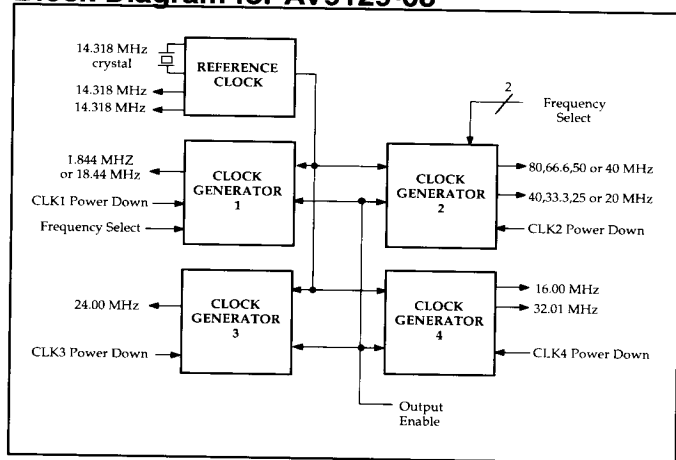 Block Diagram for AV9129-08
14.318 MHz
crystal
14.318 MHz
14.318 MHz
REFERENCE
CLOCK
2
Frequency
Select
1.844 MHZ
or 18.44 MHz
CLK1 Power Down
Frequency Select
CLOCK
GENERATOR
1
CLOCK
GENERATOR
2
80,66.6,50 or 40 MHz
40,33.3,25 or 20 MHz
CLK2 Power Down
24.00 MHz
CLK3 Power Down
CLOCK
GENERATOR
3
CLOCK
GENERATOR
4
16.00 MHz
32.01 MHz
CLK4 Power Down
Output
Enable